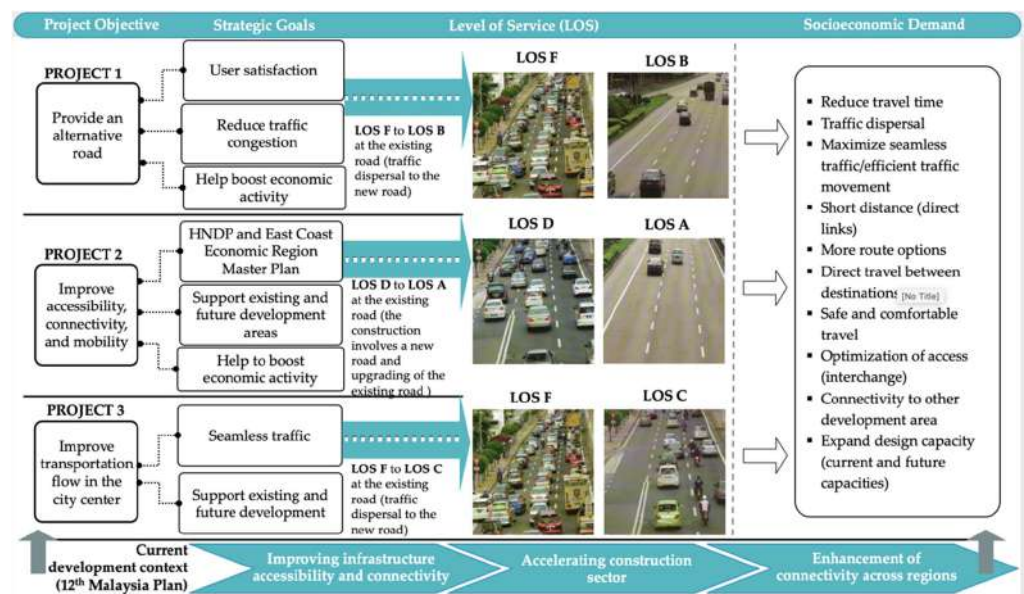 Project Objective
Strategic Goals
Level of Service (LOS)
Socioeconomic Demand
PROJECT 1
Provide an
alternative
road
User satisfaction
Reduce traffic
congestion
Help boost economic
activity
LOS F to LOS B
at the existing
road (traffic
dispersal to the
new road)
LOS F
LOS B
PROJECT 2
Improve
accessibility,
connectivity,
and mobility
HNDP and East Coast
Economic Region
Master Plan
Support existing and
future development
areas
Help to boost
economic activity
LOS D to LOS A
at the existing
road (the
construction
involves a new
road and
upgrading of the
existing road )
LOS D
LOS A
PROJECT 3
Improve
transportation
flow in the
city center
Seamless traffic
Support existing and
future development
LOS F to LOS C
at the existing
road (traffic
dispersal to the
new road)
LOS F
LOS C
▪ Reduce travel time
▪ Traffic dispersal
▪ Maximize seamless
traffic/efficient traffic
movement
▪ Short distance (direct
links)
▪ More route options
▪ Direct travel between
destinations
[No Title]
▪ Safe and comfortable
travel
▪ Optimization of access
(interchange)
▪ Connectivity to other
development area
▪ Expand design capacity
(current and future
capacities)
Current
development context
(12th Malaysia Plan)
Improving infrastructure
accessibility and connectivity
Accelerating construction
sector
Enhancement of
connectivity across regions